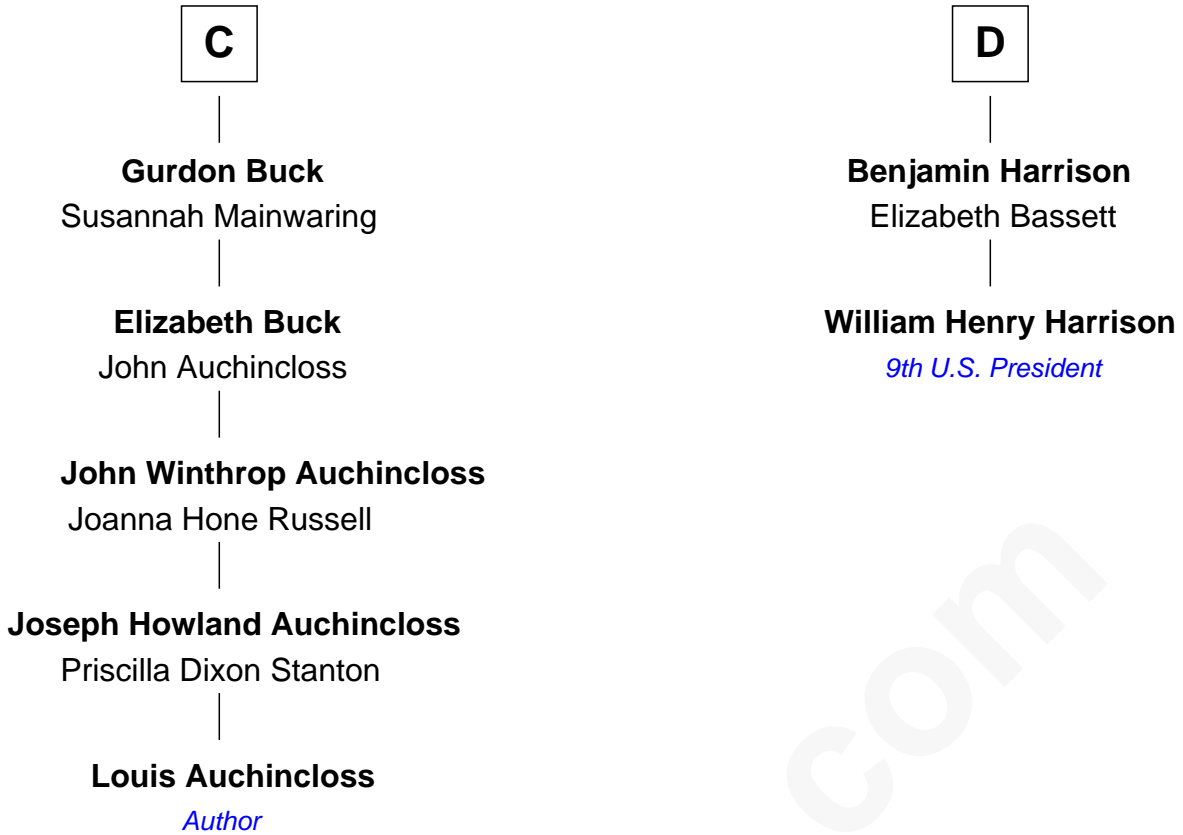 C
Gurdon Buck
Susannah Mainwaring
Elizabeth Buck
John Auchincloss
John Winthrop Auchincloss
Joanna Hone Russell
Joseph Howland Auchincloss
Priscilla Dixon Stanton
Louis Auchincloss
Author
D
Benjamin Harrison
Elizabeth Bassett
William Henry Harrison
9th U.S. President
com